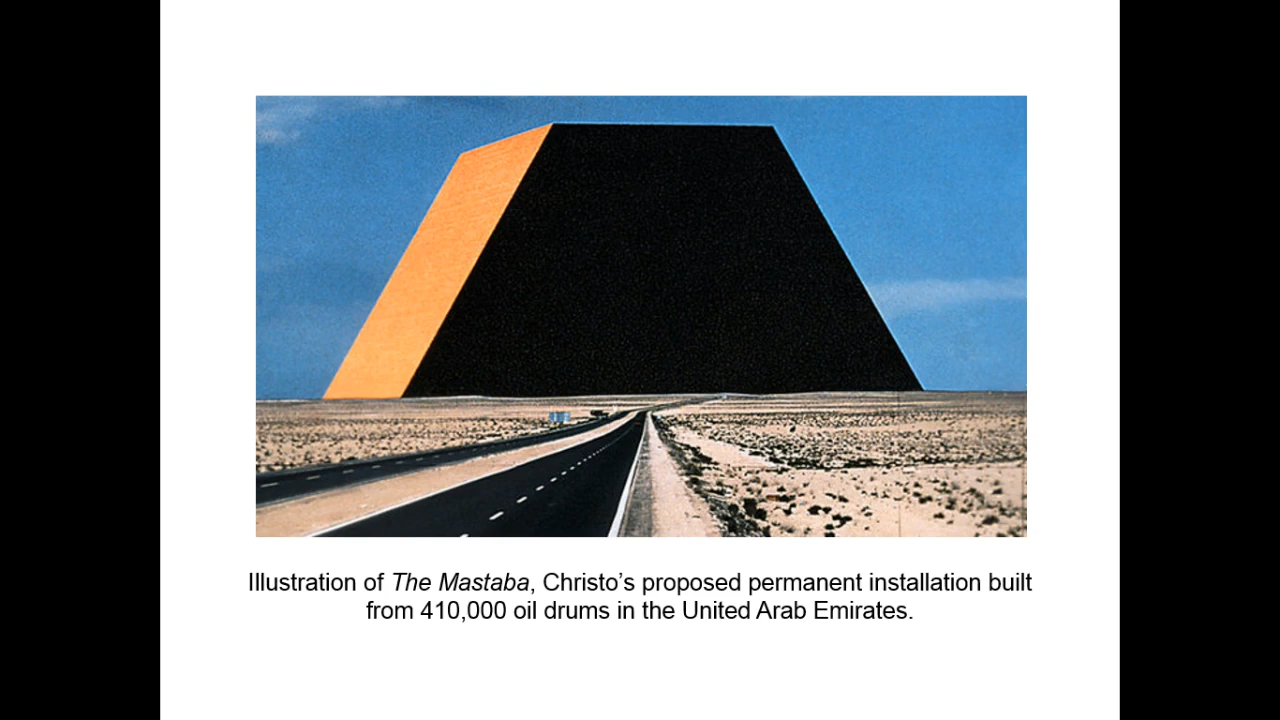 Illustration of The Mastaba, Christo’s proposed permanent installation built
from 410,000 oil drums in the United Arab Emirates.